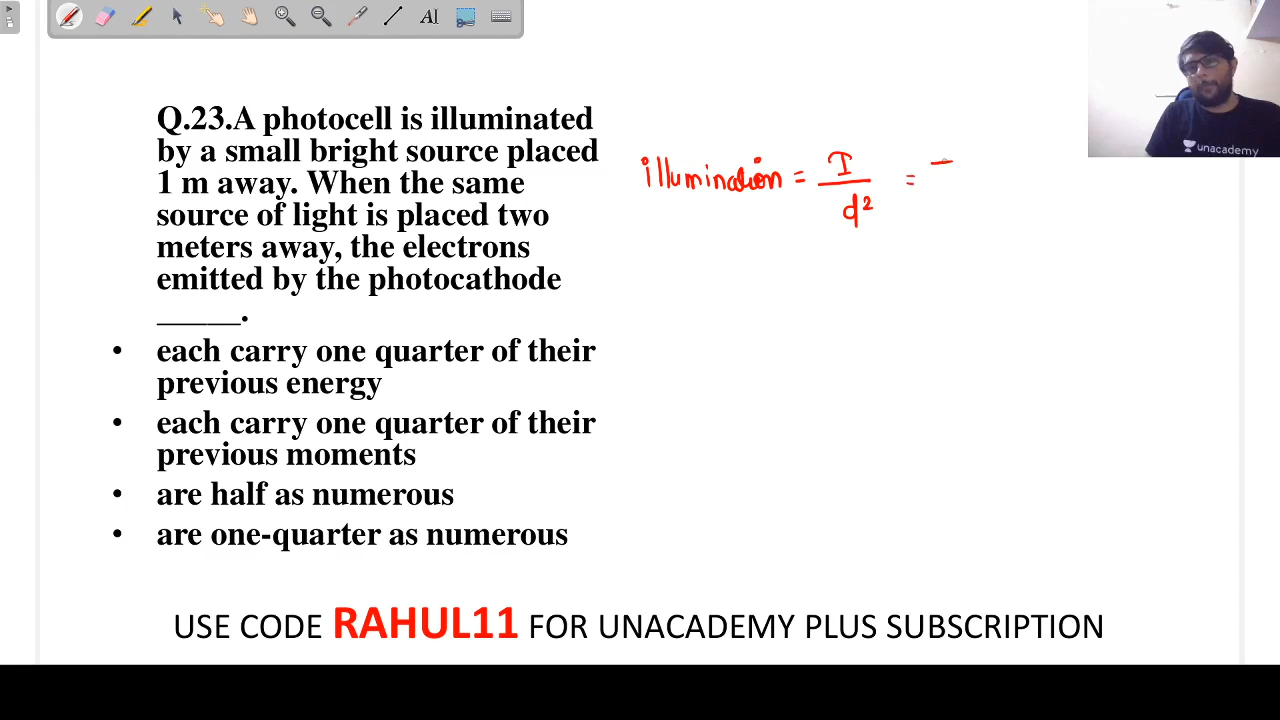 AI
Q.23.A photocell is illuminated
by a small bright source placed
1 m away. When the same
source of light is placed two
meters away, the electrons
emitted by the photocathode
_____.
• each carry one quarter of their
previous energy
• each carry one quarter of their
previous moments
• are half as numerous
• are one-quarter as numerous
illumination = I / d² =
unacademy
USE CODE RAHUL11 FOR UNACADEMY PLUS SUBSCRIPTION